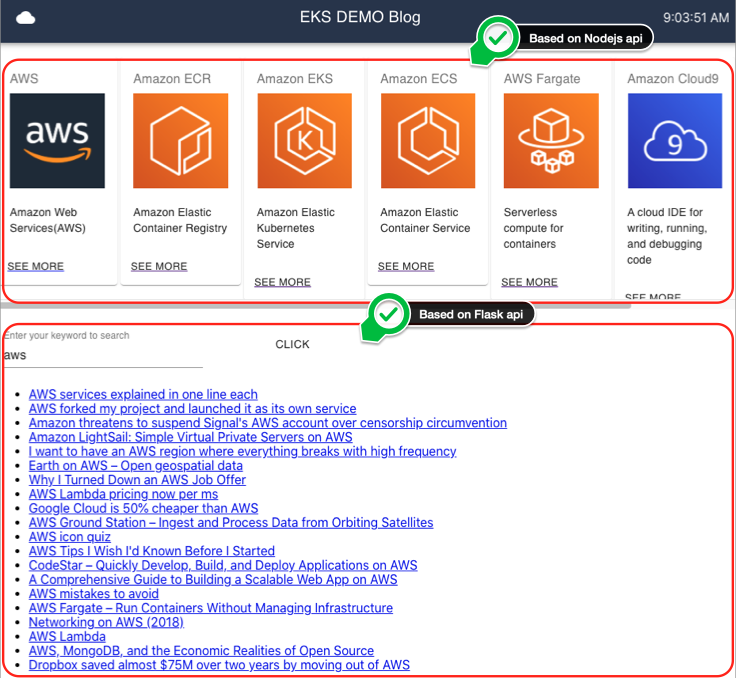 EKS DEMO Blog
9:03:51 AM
Based on Nodejs api
AWS
Amazon ECR
Amazon EKS
Amazon ECS
AWS Fargate
Amazon Cloud9
aws
K
9
Amazon Web
Services(AWS)
SEE MORE
Amazon Elastic
Container Registry
SEE MORE
Amazon Elastic
Kubernetes
Service
SEE MORE
Amazon Elastic
Container Service
SEE MORE
Serverless
compute for
containers
SEE MORE
A cloud IDE for
writing, running,
and debugging
code
SEE MORE
Based on Flask api
Enter your keyword to search
aws
CLICK
AWS services explained in one line each
AWS forked my project and launched it as its own service
Amazon threatens to suspend Signal's AWS account over censorship circumvention
Amazon LightSail: Simple Virtual Private Servers on AWS
I want to have an AWS region where everything breaks with high frequency
Earth on AWS – Open geospatial data
Why I Turned Down an AWS Job Offer
AWS Lambda pricing now per ms
Google Cloud is 50% cheaper than AWS
AWS Ground Station – Ingest and Process Data from Orbiting Satellites
AWS icon quiz
AWS Tips I Wish I'd Known Before I Started
CodeStar – Quickly Develop, Build, and Deploy Applications on AWS
A Comprehensive Guide to Building a Scalable Web App on AWS
AWS mistakes to avoid
AWS Fargate – Run Containers Without Managing Infrastructure
Networking on AWS (2018)
AWS Lambda
AWS, MongoDB, and the Economic Realities of Open Source
Dropbox saved almost $75M over two years by moving out of AWS